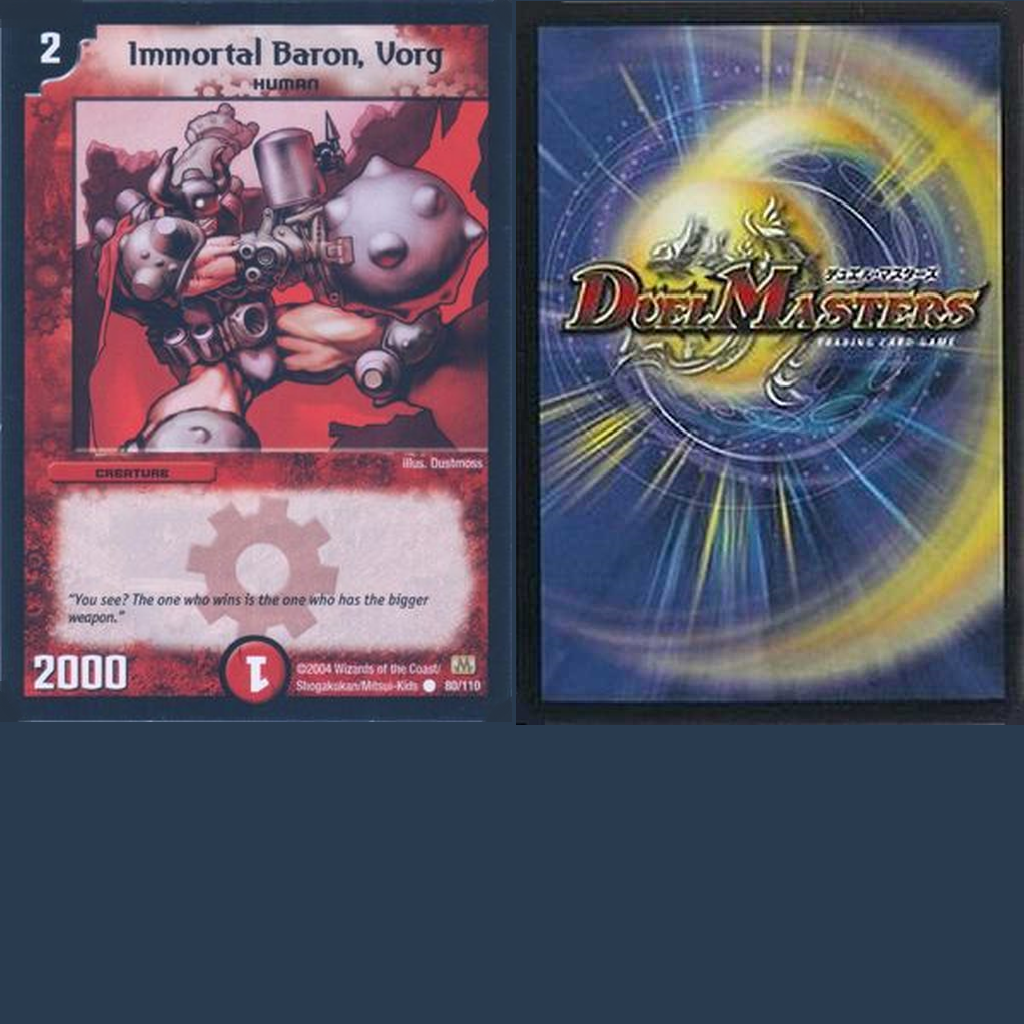 2
Immortal Baron, Vorg
HUMAN
illus. Dustmoss
CREATURE
"You see? The one who wins is the one who has the bigger
weapon."
2000
1
©2004 Wizards of the Coast/
Shogakukan/Mitsui-Kids
80/110
デュエル・マスターズ
DUEL MASTERS
TRADING CARD GAME